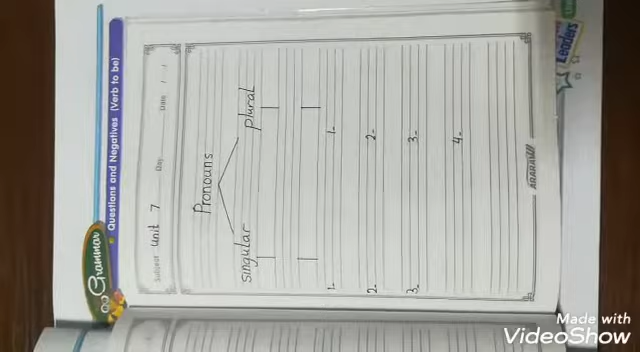 Grammar
Questions and Negatives (Verb to be)
Subject Unit 7 Day Date / /
Pronouns
singular plural
1- 1-
2- 2-
3- 3-
4-
ARAHAN
Leaders
Made with
VideoShow